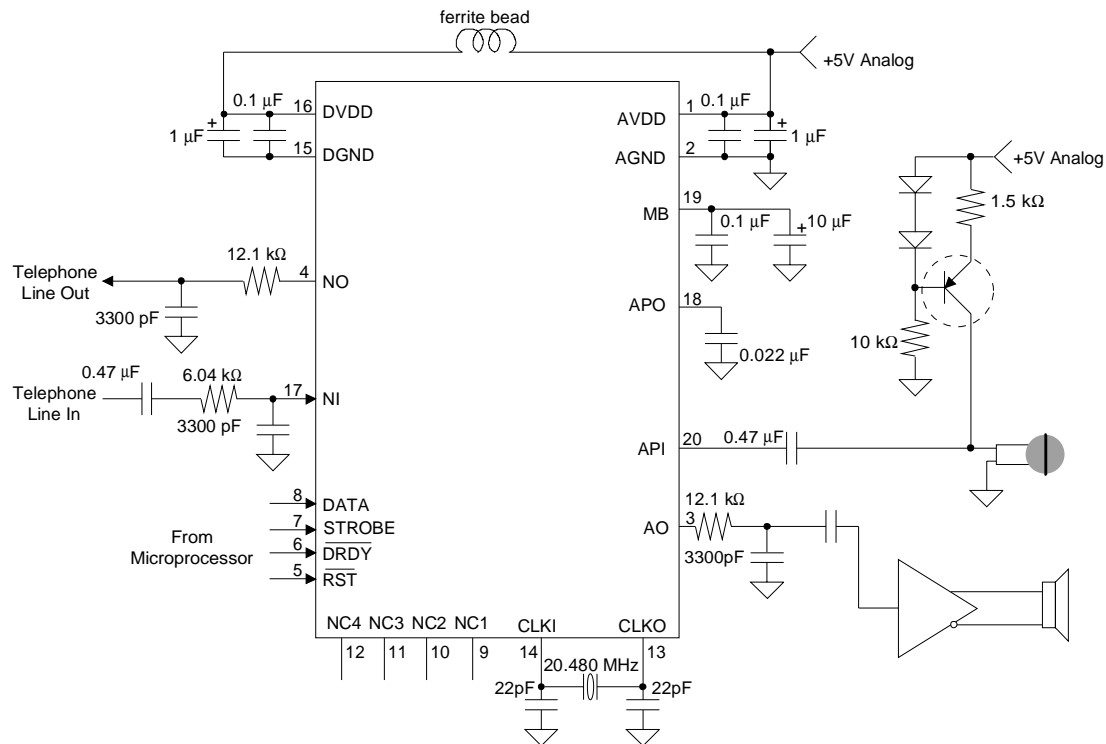 ferrite bead
+5V Analog
0.1 μF
16
DVDD
1 μF
+
15
DGND
1
0.1 μF
AVDD
+
1 μF
2
AGND
+5V Analog
1.5 kΩ
19
MB
0.1 μF
+
10 μF
12.1 kΩ
4
NO
Telephone
Line Out
3300 pF
18
APO
0.022 μF
10 kΩ
0.47 μF
6.04 kΩ
17
NI
Telephone
Line In
3300 pF
20
API
0.47 μF
8
DATA
7
STROBE
6
DRDY
5
RST
From
Microprocessor
12.1 kΩ
3
AO
3300pF
NC4
NC3
NC2
NC1
CLKI
CLKO
12
11
10
9
14
13
20.480 MHz
22pF
22pF